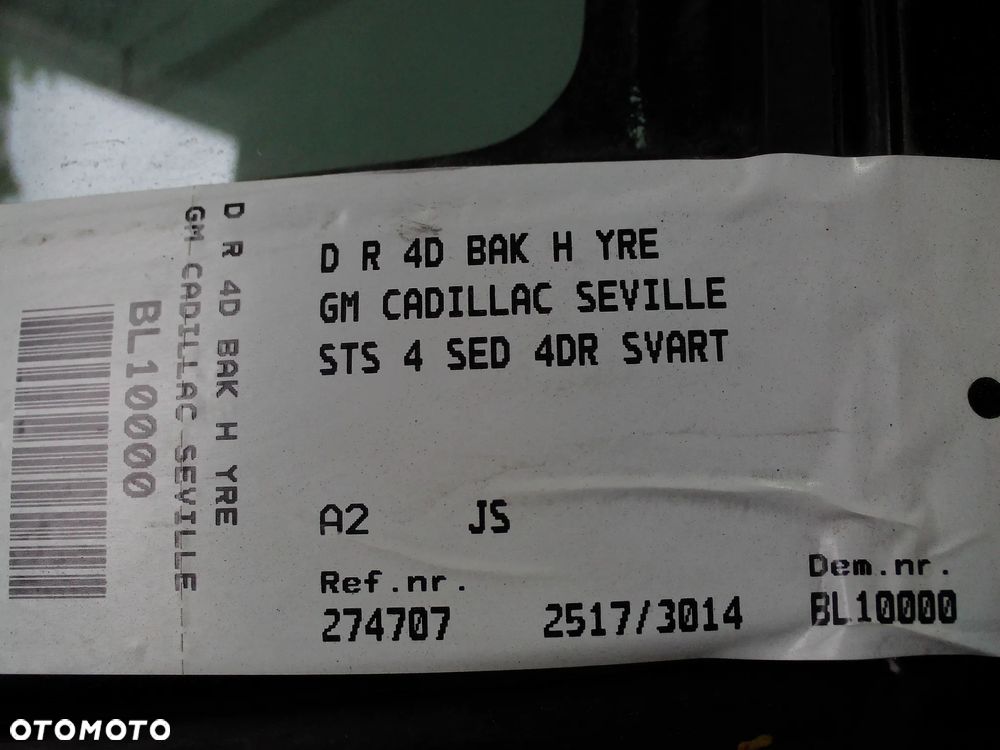 D R 4D BAK H YRE
GM CADILLAC SEVILLE
BL10000
D R 4D BAK H YRE
GM CADILLAC SEVILLE
STS 4 SED 4DR SVART
A2 JS
Ref.nr.
274707 2517/3014
Dem.nr.
BL10000
OTOMOTO